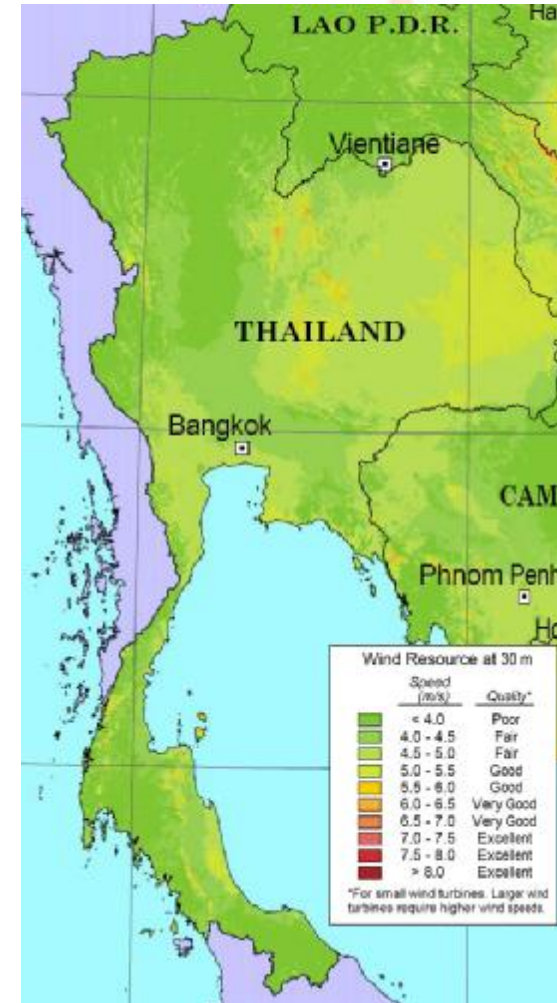 LAO P.D.R.
Ha
Vientiane
THAILAND
Bangkok
CAM
Phnom Penh
Ho
Wind Resource at 30 m
Speed (m/s) Quality*
< 4.0 Poor
4.0 - 4.5 Fair
4.5 - 5.0 Fair
5.0 - 5.5 Good
5.5 - 6.0 Good
6.0 - 6.5 Very Good
6.5 - 7.0 Very Good
7.0 - 7.5 Excellent
7.5 - 8.0 Excellent
> 8.0 Excellent
*For small wind turbines. Larger wind
turbines require higher wind speeds.